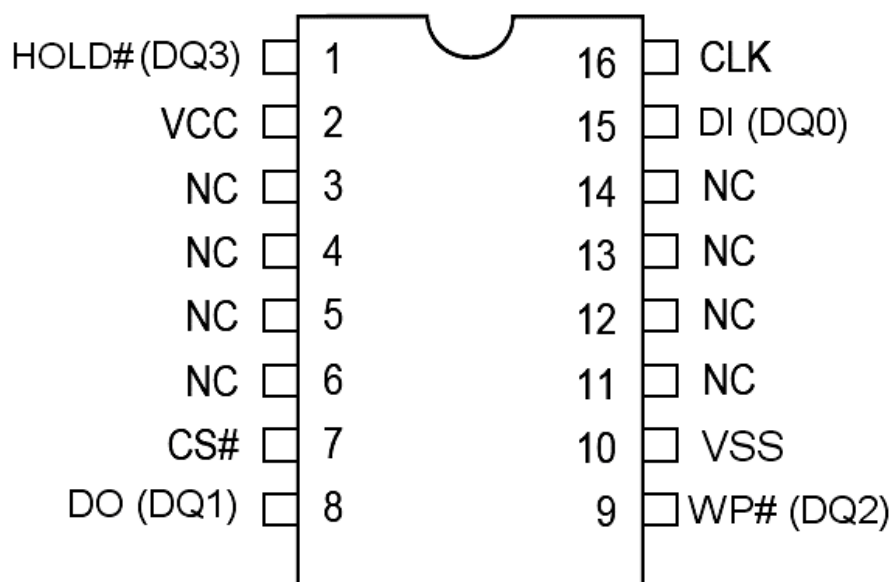 HOLD# (DQ3) 1 16 CLK
VCC 2 15 DI (DQ0)
NC 3 14 NC
NC 4 13 NC
NC 5 12 NC
NC 6 11 NC
CS# 7 10 VSS
DO (DQ1) 8 9 WP# (DQ2)